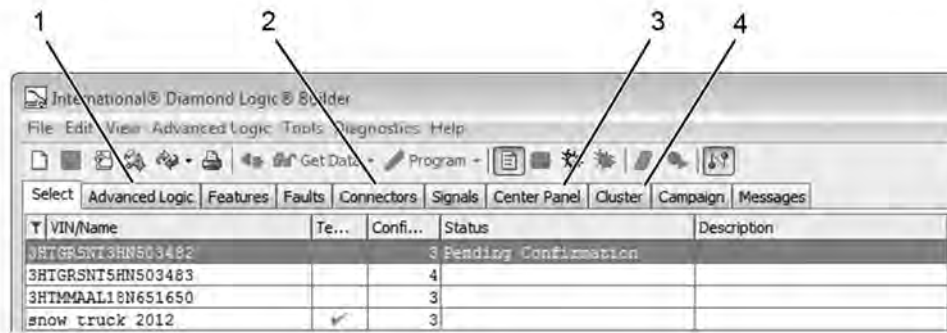 1 2 3 4
International® Diamond Logic® Builder
File Edit View Advanced Logic Tools Diagnostics Help
Get Data Program
Select Advanced Logic Features Faults Connectors Signals Center Panel Cluster Campaign Messages
VIN/Name Te... Confi... Status Description
3HTGRSNT3HN503482 3 Pending Confirmation
3HTGRSNT5HN503483 4
3HTMMAAL18N651650 3
snow truck 2012 3